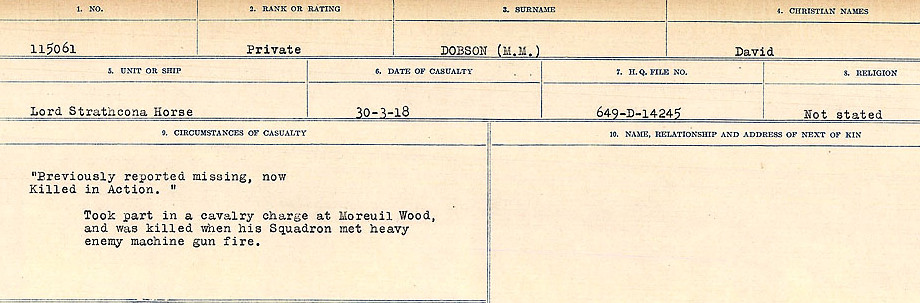 1. NO. 2. RANK OR RATING 3. SURNAME 4. CHRISTIAN NAMES
115061 Private DOBSON (M.M.) David
5. UNIT OR SHIP 6. DATE OF CASUALTY 7. H. Q. FILE NO. 8. RELIGION
Lord Strathcona Horse 30-3-18 649-D-14245 Not stated
9. CIRCUMSTANCES OF CASUALTY 10. NAME, RELATIONSHIP AND ADDRESS OF NEXT OF KIN
"Previously reported missing, now
Killed in Action. "
Took part in a cavalry charge at Moreuil Wood,
and was killed when his Squadron met heavy
enemy machine gun fire.